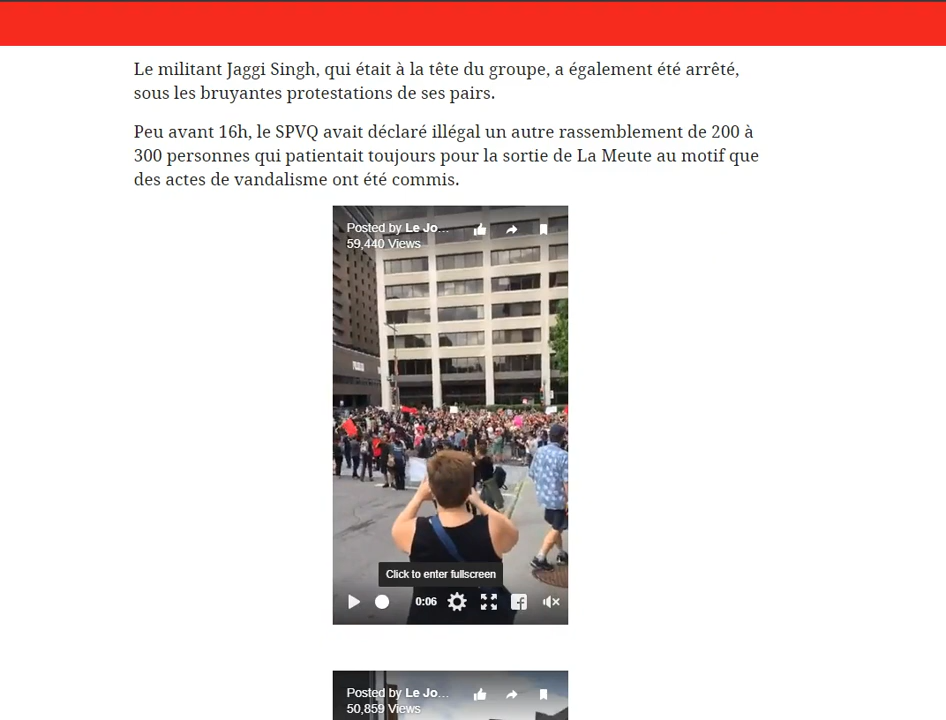 Le militant Jaggi Singh, qui était à la tête du groupe, a également été arrêté,
sous les bruyantes protestations de ses pairs.
Peu avant 16h, le SPVQ avait déclaré illégal un autre rassemblement de 200 à
300 personnes qui patientait toujours pour la sortie de La Meute au motif que
des actes de vandalisme ont été commis.
Posted by Le Jo...
59,440 Views
Click to enter fullscreen
0:06
Posted by Le Jo...
50,859 Views